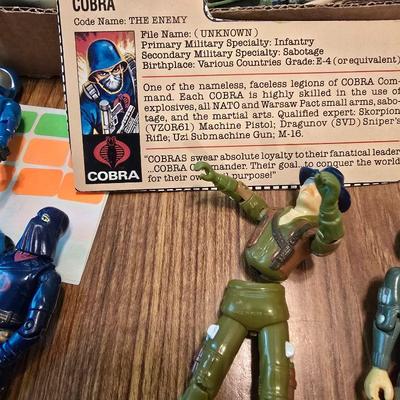 COBRA
Code Name: THE ENEMY
File Name: (UNKNOWN)
Primary Military Specialty: Infantry
Secondary Military Specialty: Sabotage
Birthplace: Various Countries Grade: E-4 (or equivalent)
One of the nameless, faceless legions of COBRA Com-
mand. Each COBRA is highly skilled in the use of
explosives, all NATO and Warsaw Pact small arms, sabo-
tage, and the martial arts. Qualified expert: Skorpion
(VZOR61) Machine Pistol; Dragunov (SVD) Sniper's
Rifle; Uzi Submachine Gun; M-16.
"COBRAS swear absolute loyalty to their fanatical leader
...COBRA Commander. Their goal...to conquer the world
for their own evil purpose!"
COBRA